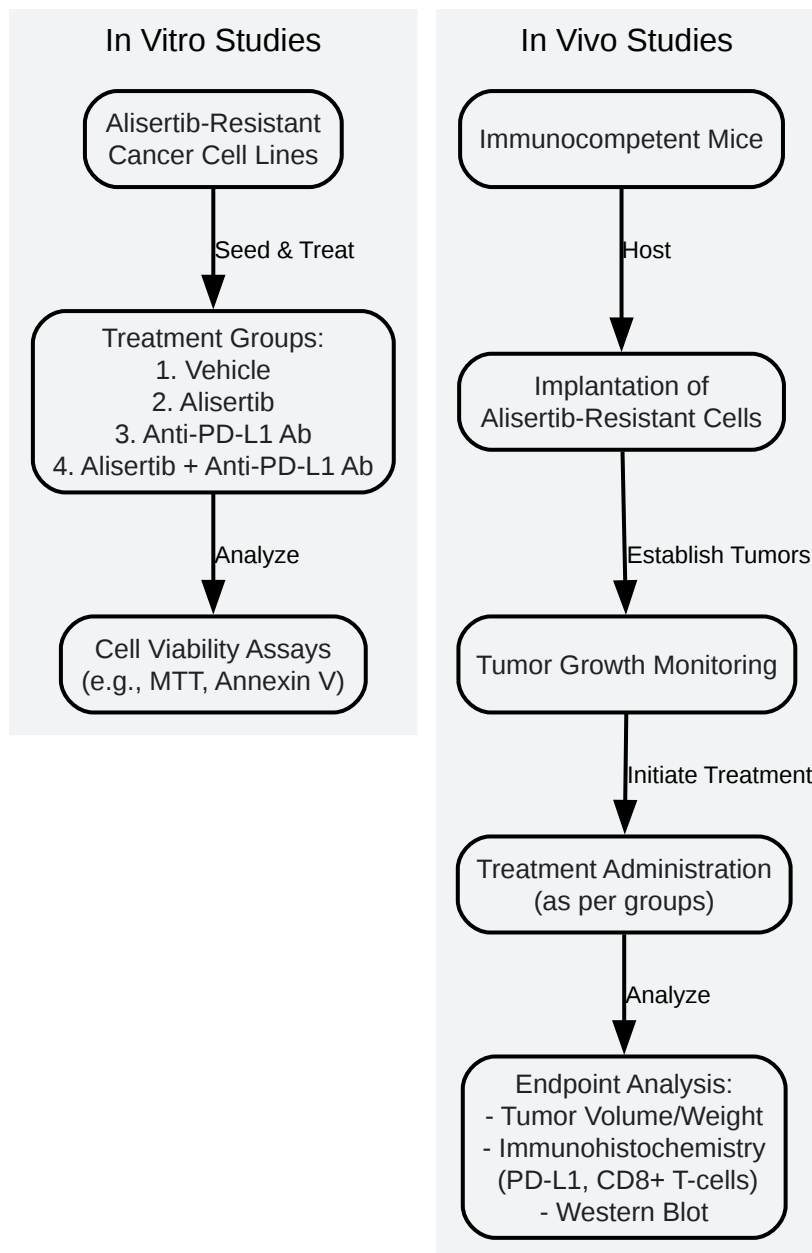 In Vitro Studies
Alisertib-Resistant
Cancer Cell Lines
Seed & Treat
Treatment Groups:
1. Vehicle
2. Alisertib
3. Anti-PD-L1 Ab
4. Alisertib + Anti-PD-L1 Ab
Analyze
Cell Viability Assays
(e.g., MTT, Annexin V)
In Vivo Studies
Immunocompetent Mice
Host
Implantation of
Alisertib-Resistant Cells
Establish Tumors
Tumor Growth Monitoring
Initiate Treatment
Treatment Administration
(as per groups)
Analyze
Endpoint Analysis:
- Tumor Volume/Weight
- Immunohistochemistry
(PD-L1, CD8+ T-cells)
- Western Blot